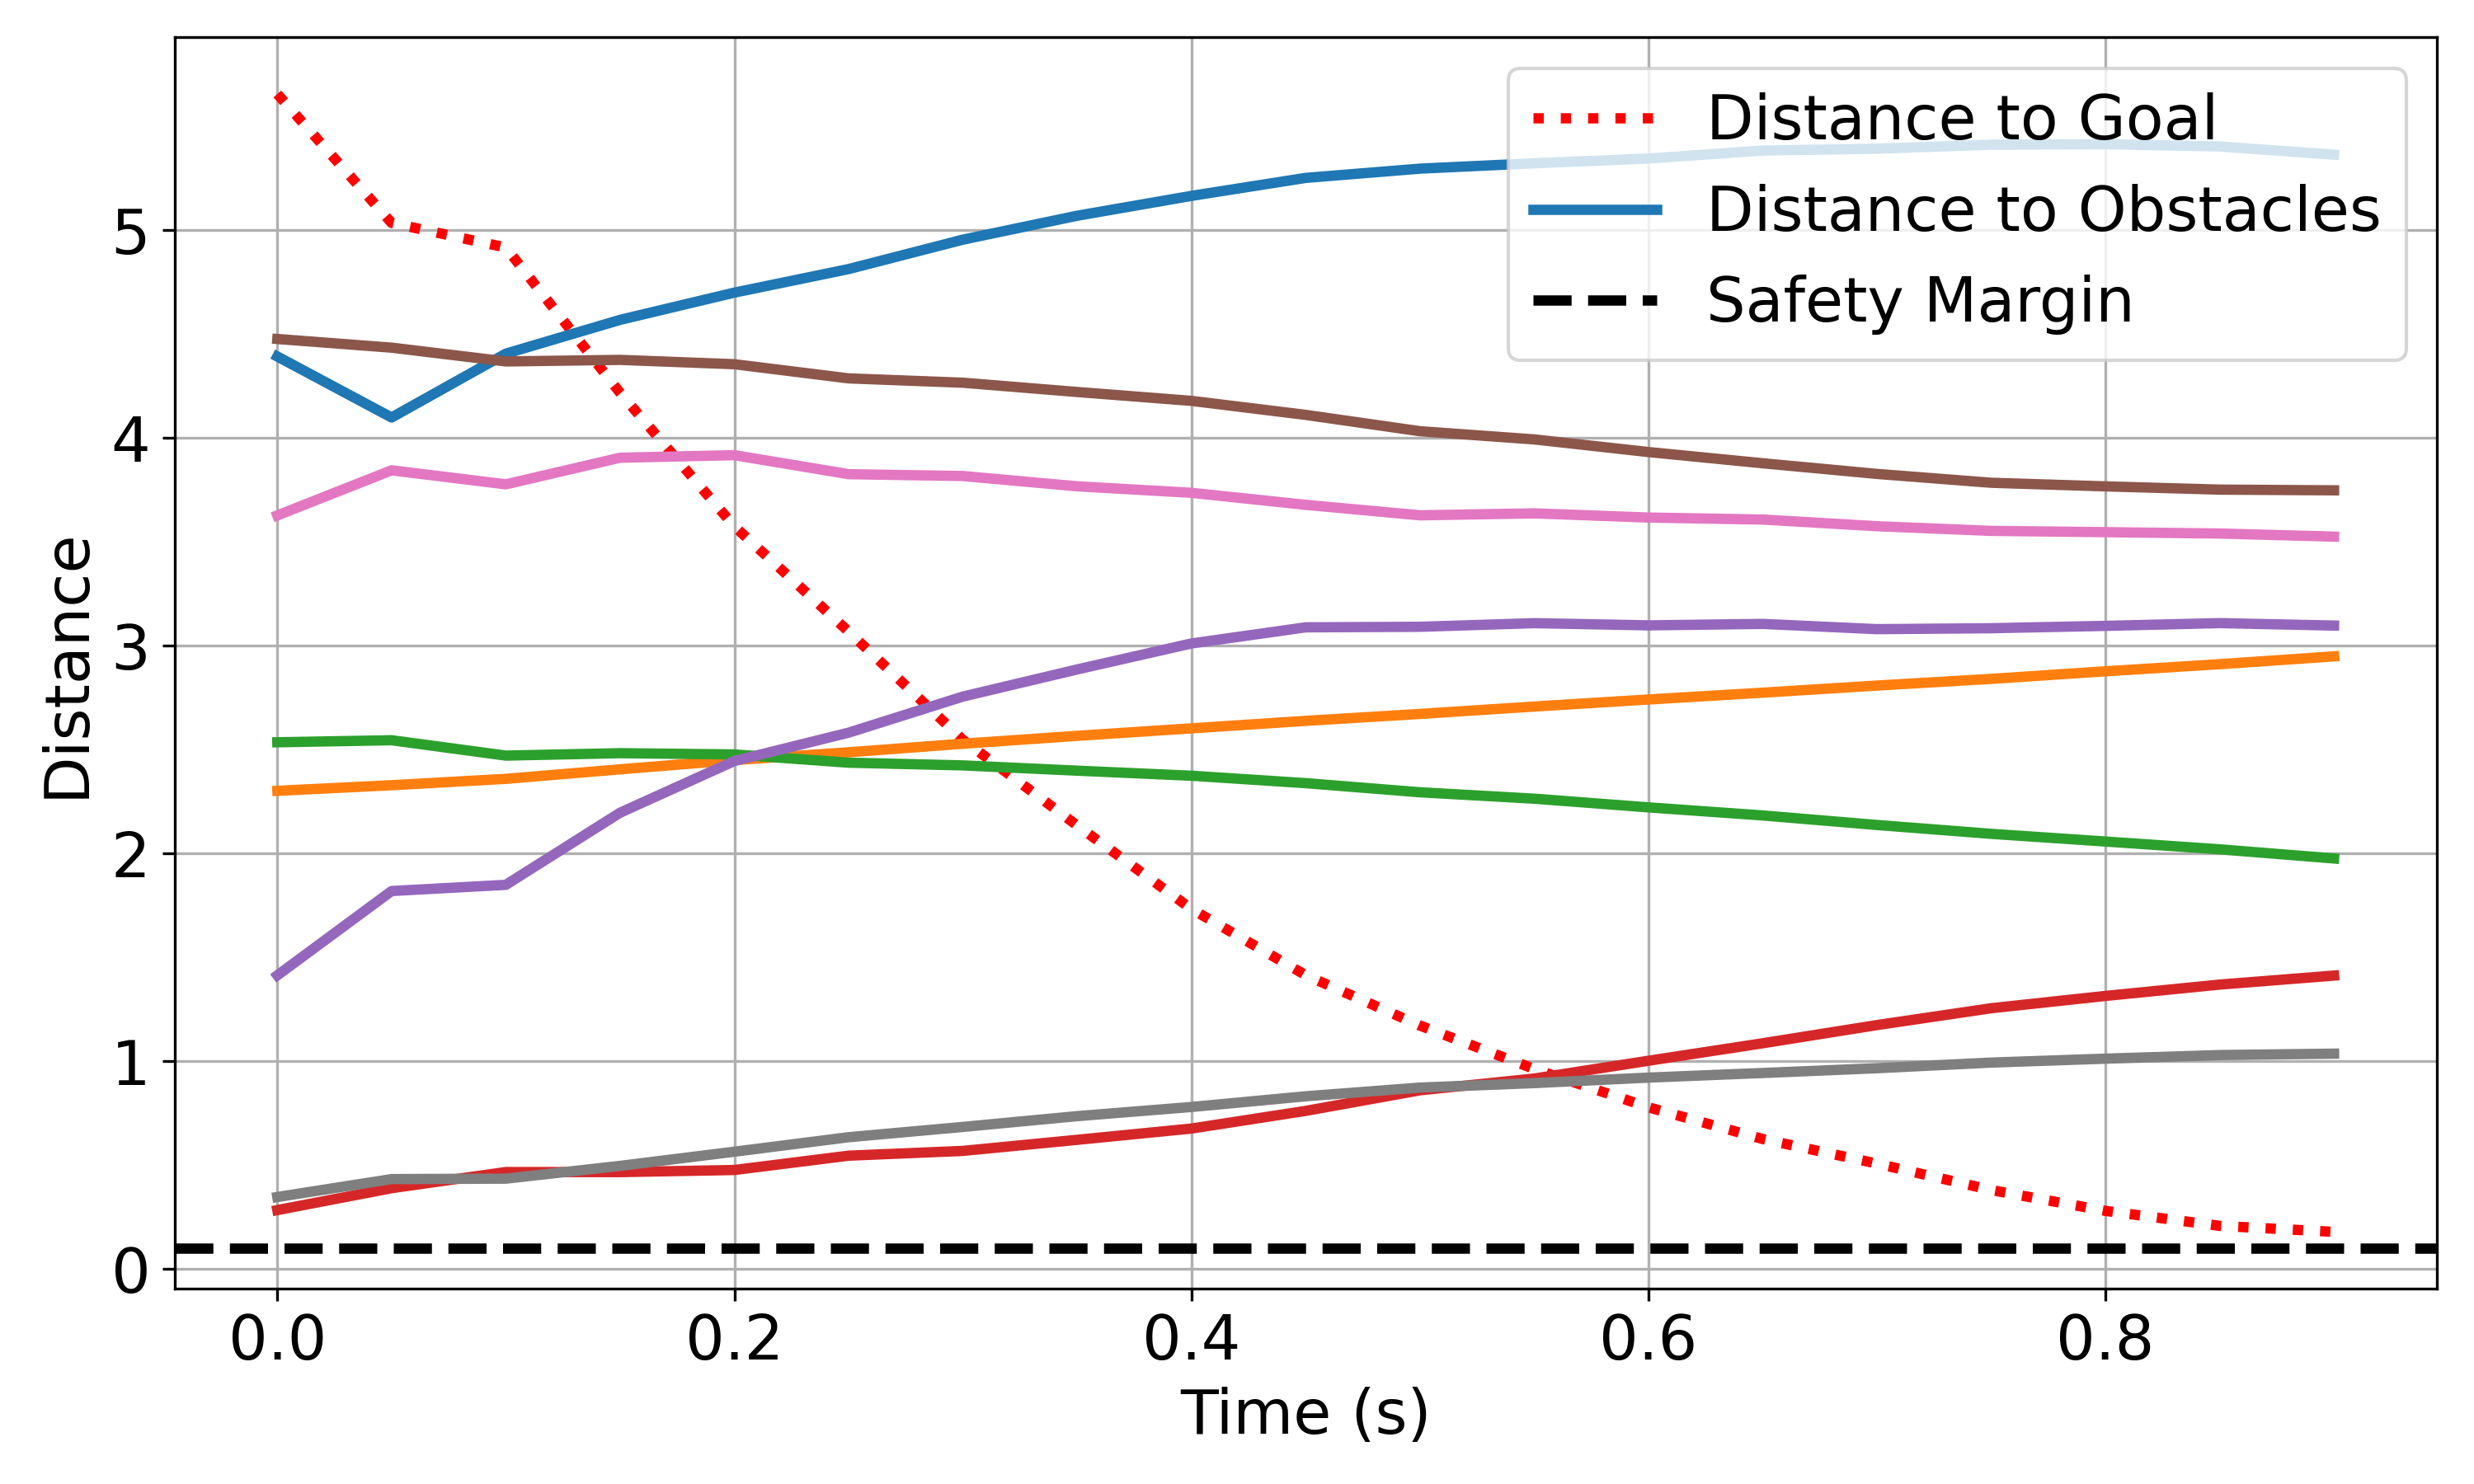 Distance to Goal
Distance to Obstacles
Safety Margin
5
4
3
2
1
0
Distance
0.0 0.2 0.4 0.6 0.8
Time (s)